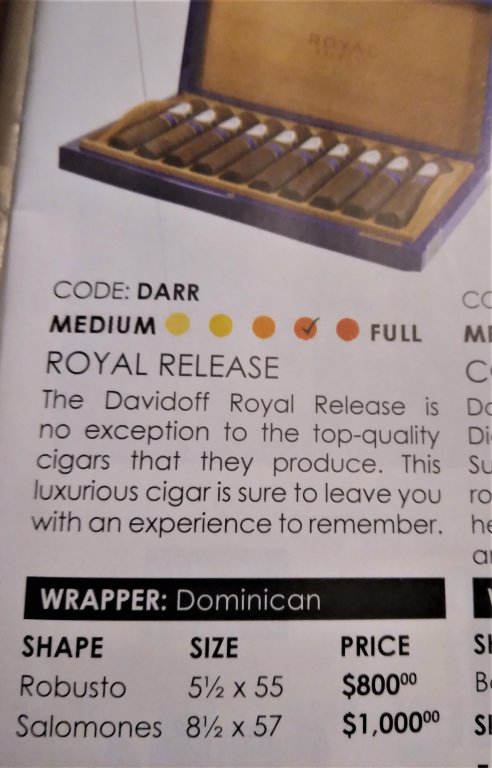 ROYAL
CODE: DARR
MEDIUM FULL
ROYAL RELEASE
The Davidoff Royal Release is
no exception to the top-quality
cigars that they produce. This
luxurious cigar is sure to leave you
with an experience to remember.
WRAPPER: Dominican
SHAPE SIZE PRICE
Robusto 5½ x 55 $800⁰⁰
Salomones 8½ x 57 $1,000⁰⁰